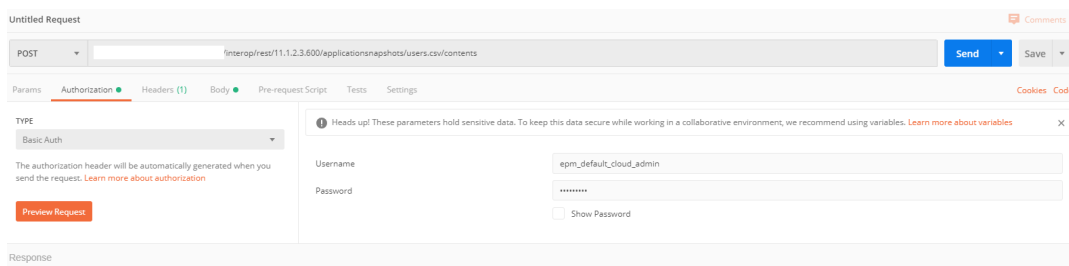 Untitled Request
Comments
POST /interop/rest/11.1.2.3.600/applicationsnapshots/users.csv/contents Send Save
Params Authorization Headers (1) Body Pre-request Script Tests Settings Cookies Cod
TYPE
Heads up! These parameters hold sensitive data. To keep this data secure while working in a collaborative environment, we recommend using variables. Learn more about variables
Basic Auth
The authorization header will be automatically generated when you
send the request. Learn more about authorization
Username epm_default_cloud_admin
Password •••••••••
Show Password
Preview Request
Response